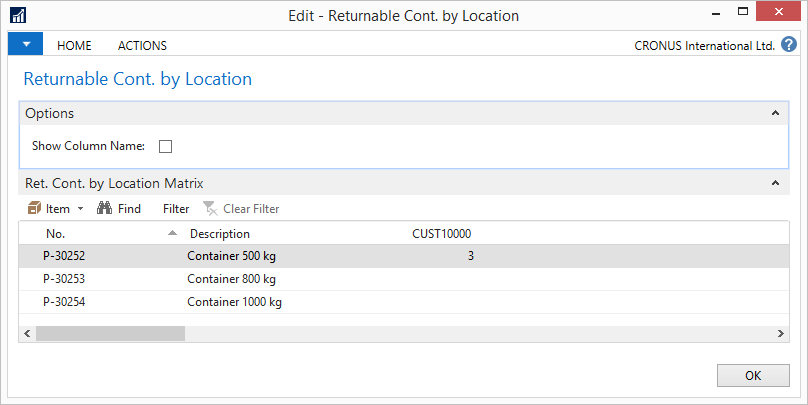 Edit - Returnable Cont. by Location
HOME ACTIONS CRONUS International Ltd. ?
Returnable Cont. by Location
Options
Show Column Name:
Ret. Cont. by Location Matrix
Item Find Filter Clear Filter
No. Description CUST10000
P-30252 Container 500 kg 3
P-30253 Container 800 kg
P-30254 Container 1000 kg
OK